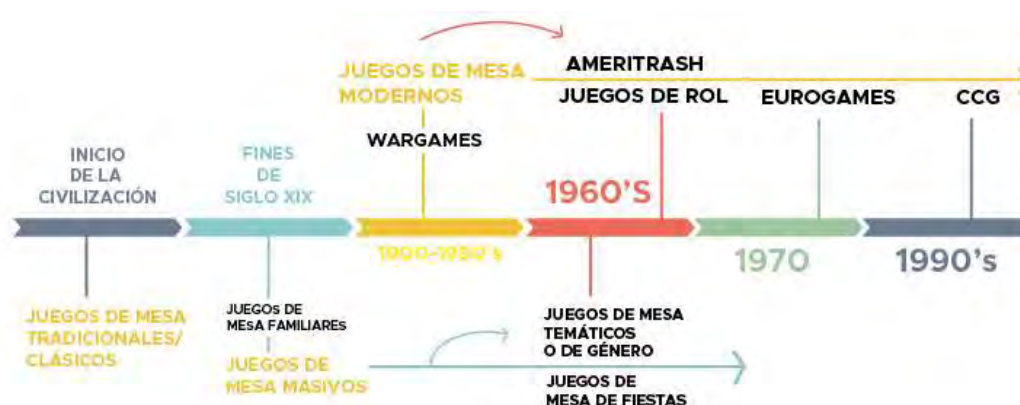 INICIO
DE LA
CIVILIZACIÓN
JUEGOS DE MESA
TRADICIONALES/
CLÁSICOS
FINES
DE
SIGLO XIX
JUEGOS DE
MESA FAMILIARES
JUEGOS DE
MESA MASIVOS
JUEGOS DE MESA
MODERNOS
WARGAMES
1900-1950's
AMERITRASH
JUEGOS DE ROL
1960'S
JUEGOS DE MESA
TEMÁTICOS
O DE GÉNERO
JUEGOS DE
MESA DE FIESTAS
EUROGAMES
1970
CCG
1990's